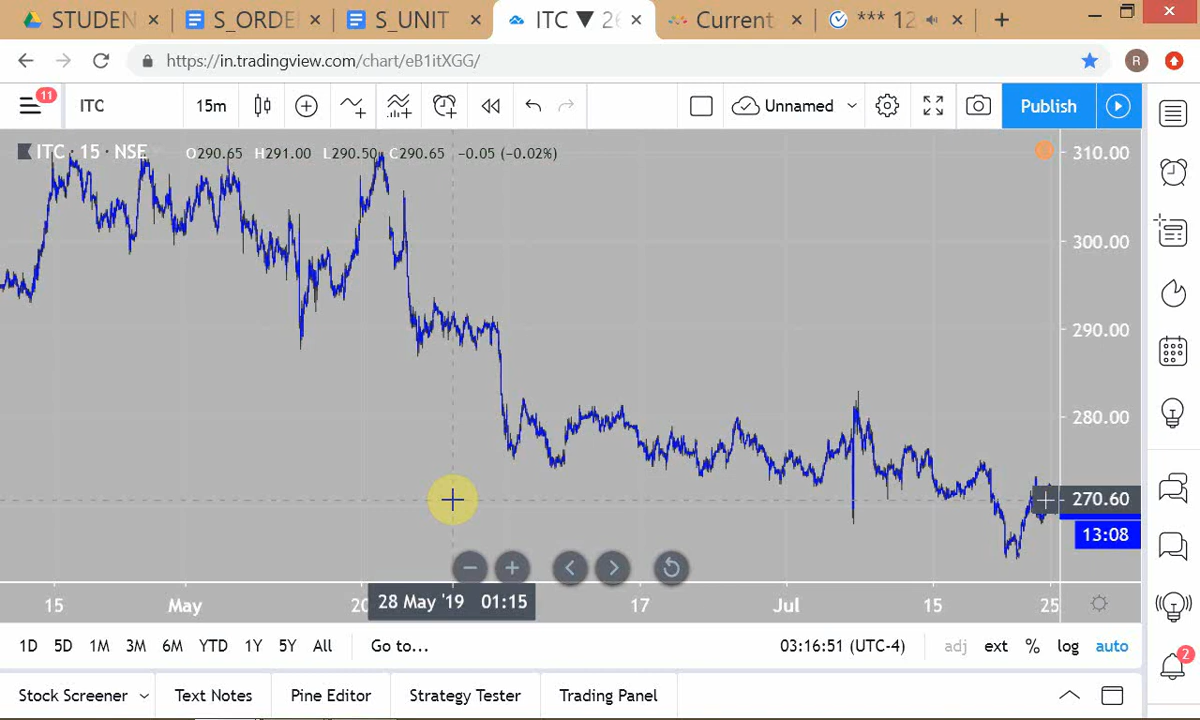 STUDEN
S_ORDE
S_UNIT
ITC ▼ 26
Current
*** 12
https://in.tradingview.com/chart/eB1itXGG/
R
11
ITC
15m
Unnamed
Publish
ITC · 15 · NSE O290.65 H291.00 L290.50 C290.65 −0.05 (−0.02%)
310.00
300.00
290.00
280.00
270.60
13:08
15 May 20 28 May '19 01:15 17 Jul 15 25
1D 5D 1M 3M 6M YTD 1Y 5Y All Go to... 03:16:51 (UTC-4) adj ext % log auto
2
Stock Screener Text Notes Pine Editor Strategy Tester Trading Panel